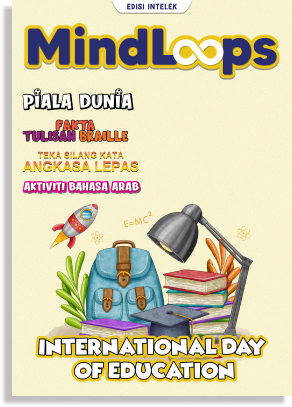 EDISI INTELEK
MindLoops
PIALA DUNIA
FAKTA
TULISAN BRAILLE
TEKA SILANG KATA
ANGKASA LEPAS
AKTIVITI BAHASA ARAB
E=MC²
INTERNATIONAL DAY
OF EDUCATION